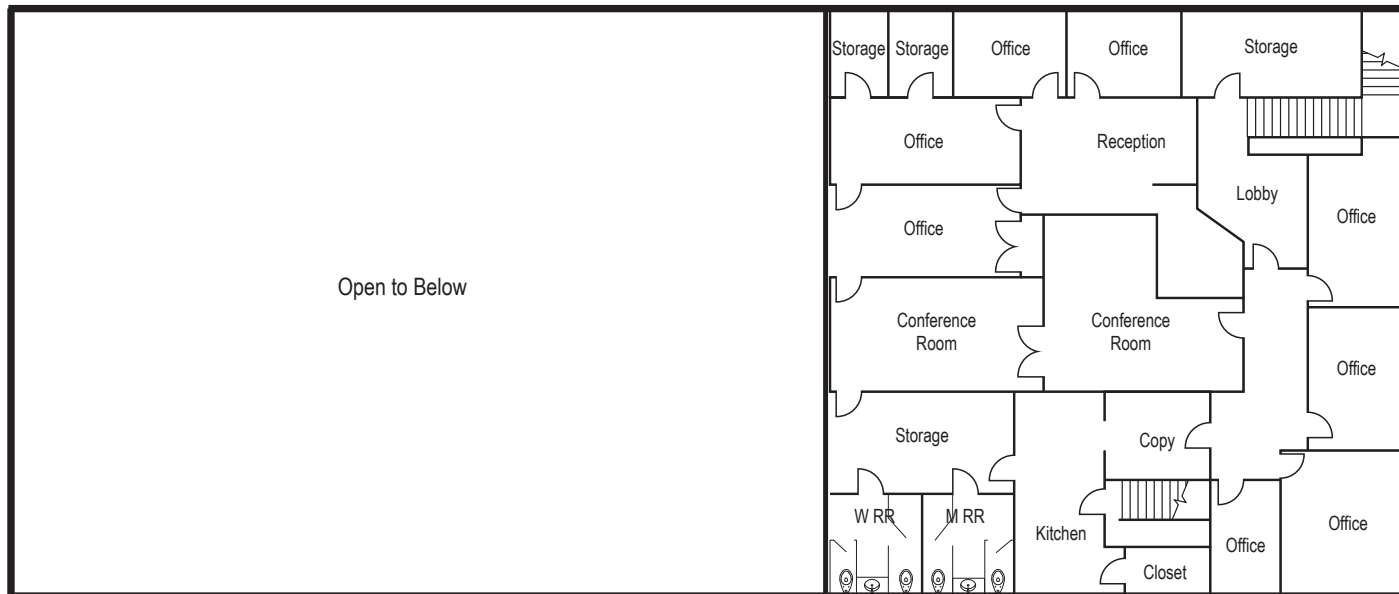 Storage
Storage
Office
Office
Storage
Office
Reception
Lobby
Office
Office
Open to Below
Conference
Room
Conference
Room
Office
Storage
Copy
W RR
M RR
Kitchen
Office
Office
Closet